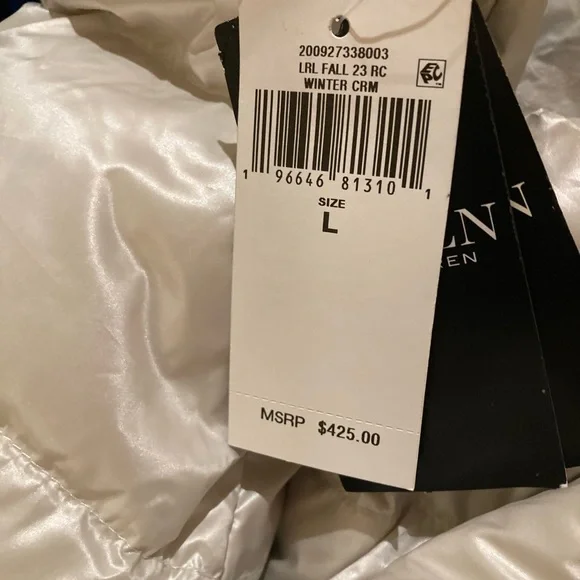 200927338003
LRL FALL 23 RC
WINTER CRM
1 96646 81310 1
SIZE
L
MSRP $425.00